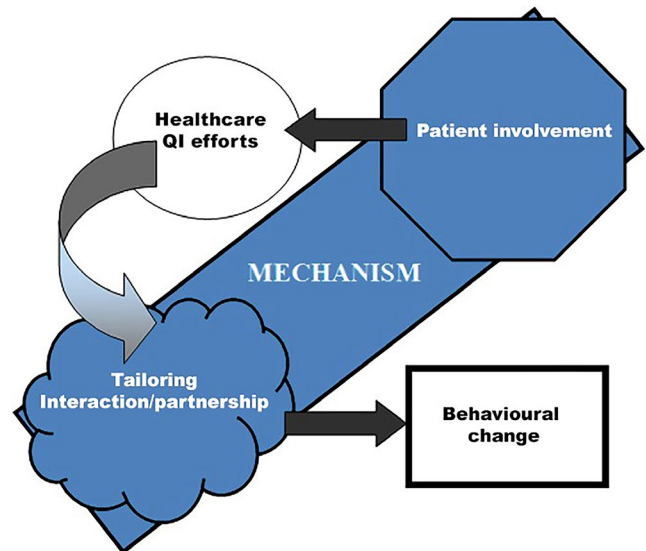 Healthcare
QI efforts
Patient involvement
MECHANISM
Tailoring
Interaction/partnership
Behavioural
change